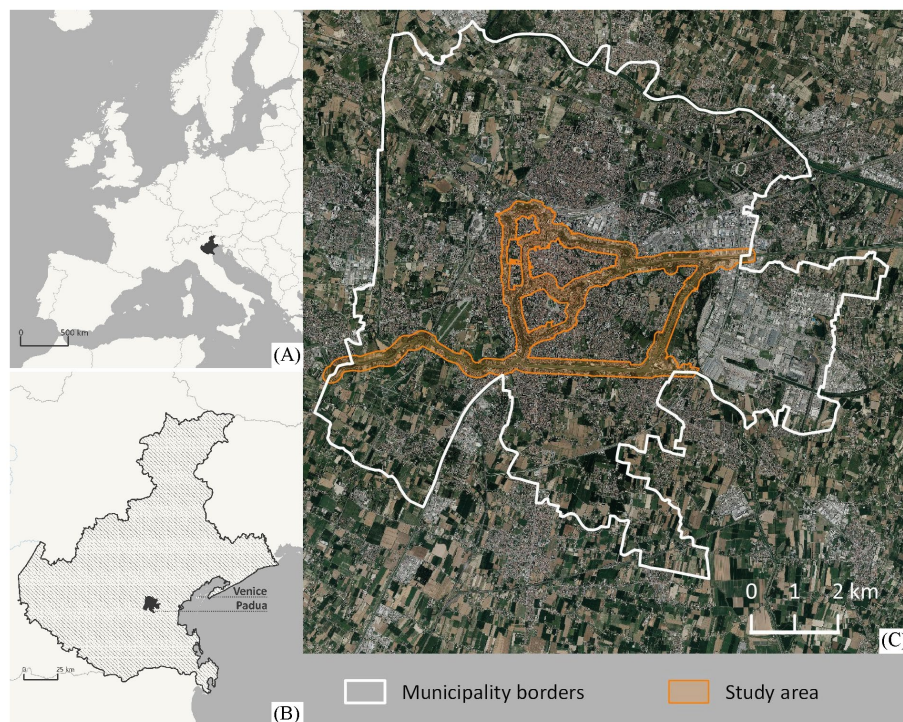 0 500 km
(A)
Venice
Padua
0 25 km
(B)
0 1 2 km
(C)
Municipality borders
Study area